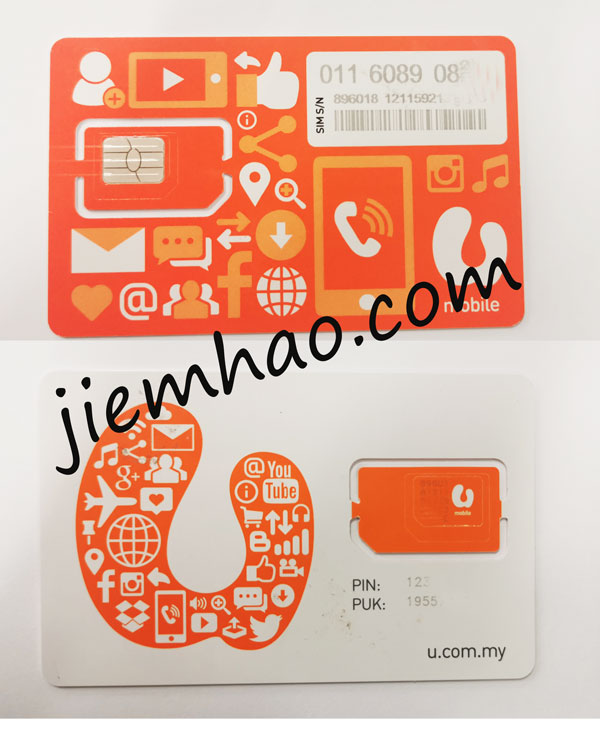 011 6089 08
SIM S/N
896018 12115921
mobile
jiemhao.com
g+
You
Tube
mobile
PIN: 123
PUK: 1955
u.com.my